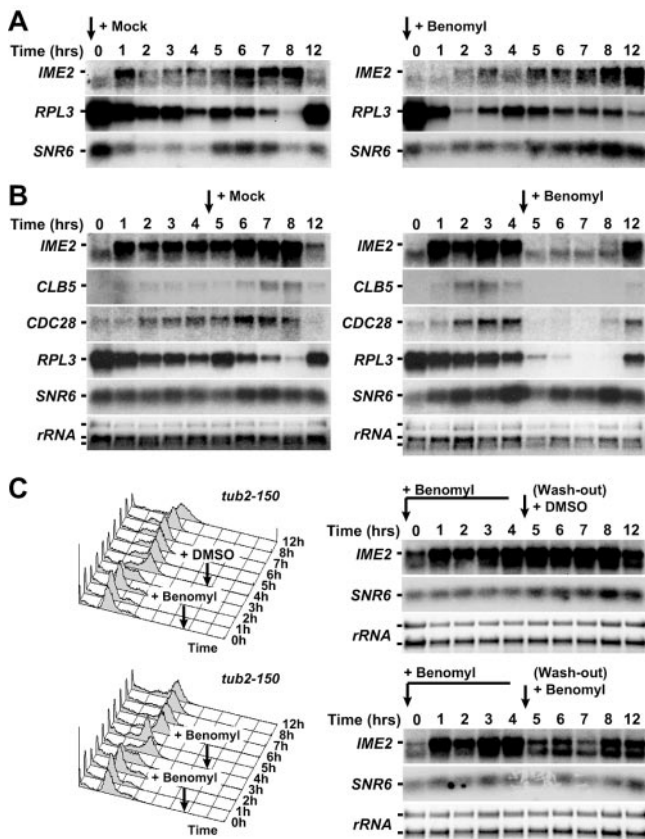 A
+ Mock
Time (hrs) 0 1 2 3 4 5 6 7 8 12
IME2
RPL3
SNR6
+ Benomyl
0 1 2 3 4 5 6 7 8 12
IME2
RPL3
SNR6
B
+ Mock
Time (hrs) 0 1 2 3 4 5 6 7 8 12
IME2
CLB5
CDC28
RPL3
SNR6
rRNA
+ Benomyl
Time (hrs) 0 1 2 3 4 5 6 7 8 12
IME2
CLB5
CDC28
RPL3
SNR6
rRNA
C
tub2-150
+ DMSO
+ Benomyl
12h
8h
7h
6h
5h
4h
3h
2h
1h
0h
Time
+ Benomyl
(Wash-out)
+ DMSO
Time (hrs) 0 1 2 3 4 5 6 7 8 12
IME2
SNR6
rRNA
tub2-150
+ Benomyl
+ Benomyl
12h
8h
7h
6h
5h
4h
3h
2h
1h
0h
Time
+ Benomyl
(Wash-out)
+ Benomyl
Time (hrs) 0 1 2 3 4 5 6 7 8 12
IME2
SNR6
rRNA